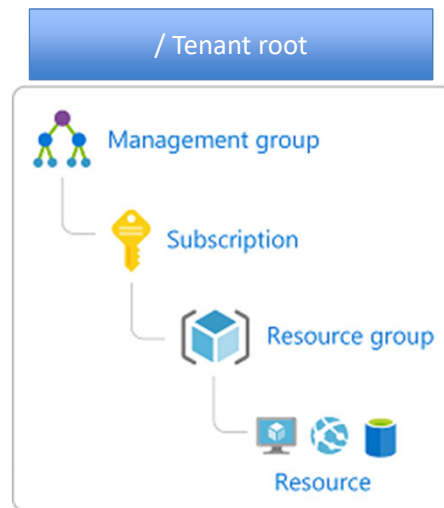 / Tenant root
Management group
Subscription
Resource group
Resource